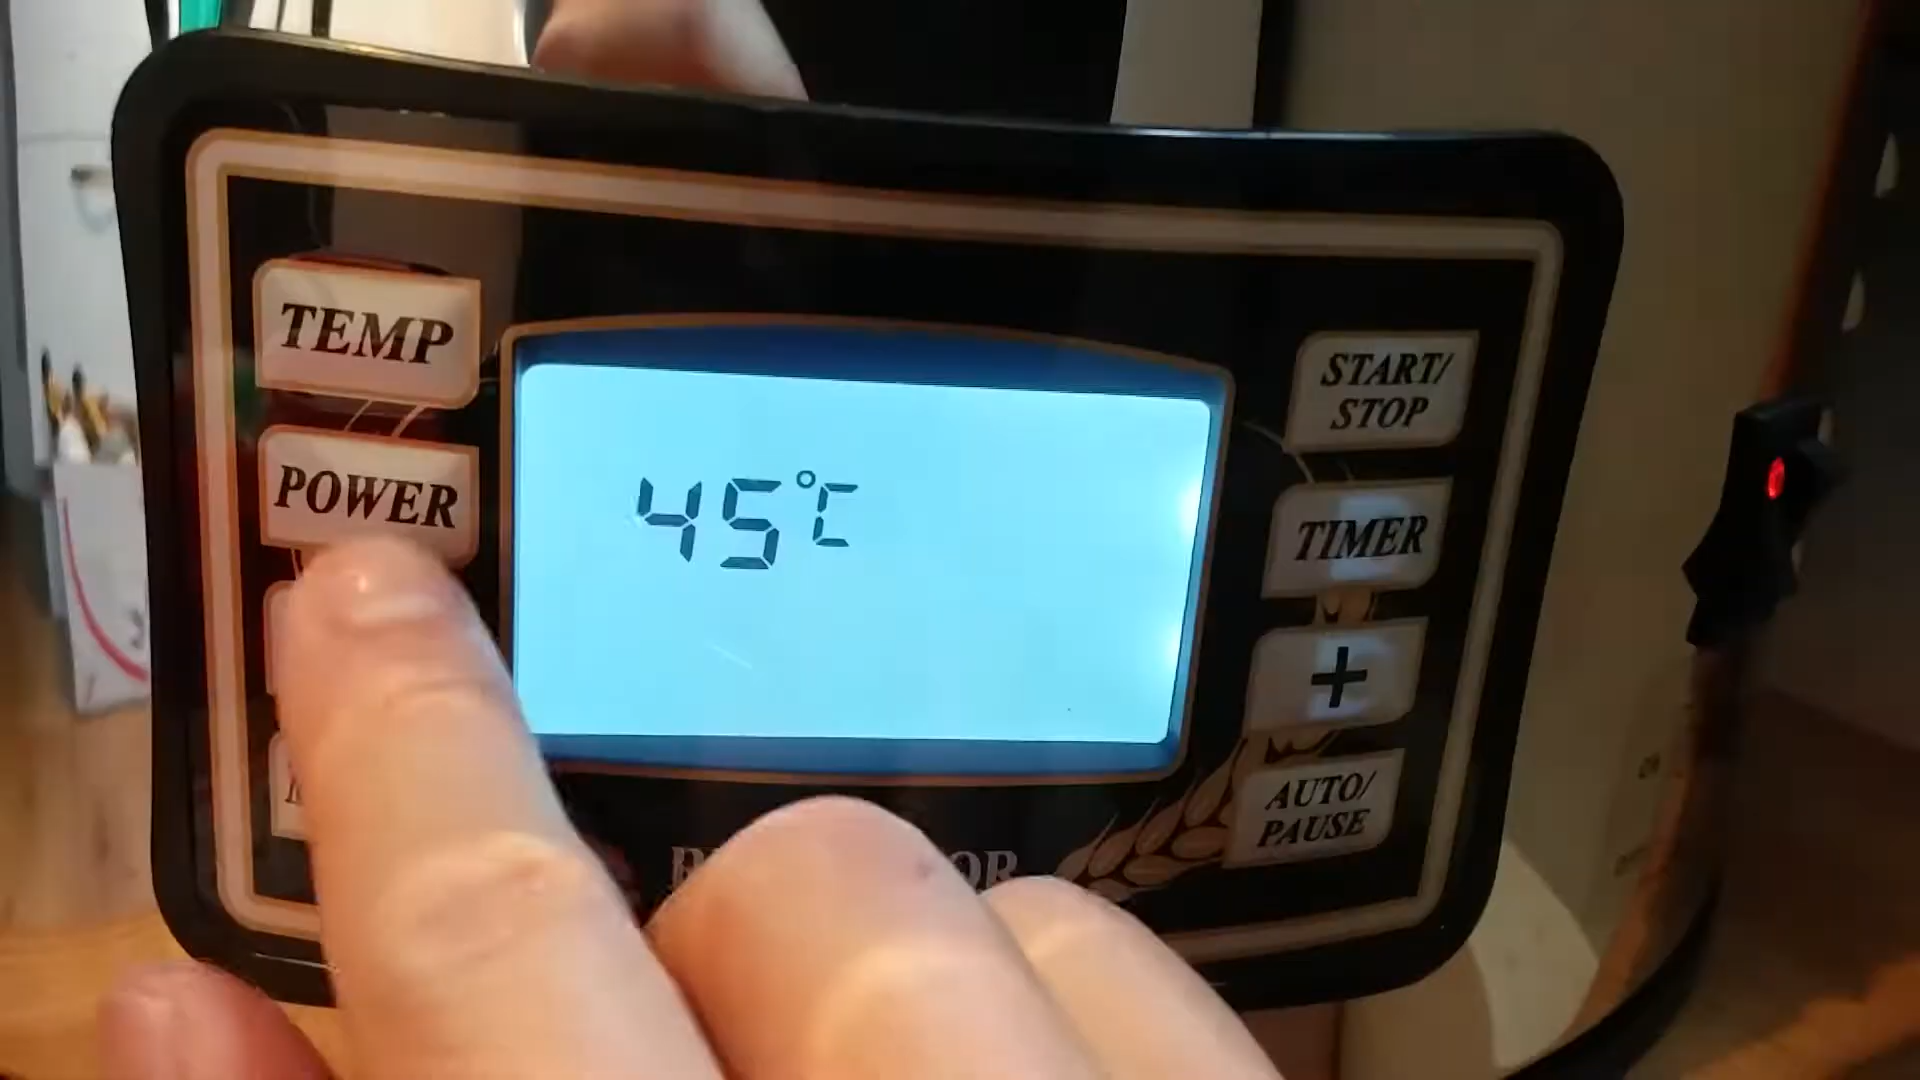 TEMP
POWER
45°C
START/
STOP
TIMER
+
AUTO/
PAUSE